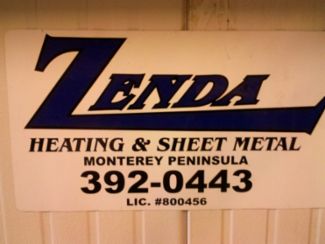 ZENDA
HEATING & SHEET METAL
MONTEREY PENINSULA
392-0443
LIC. #800456